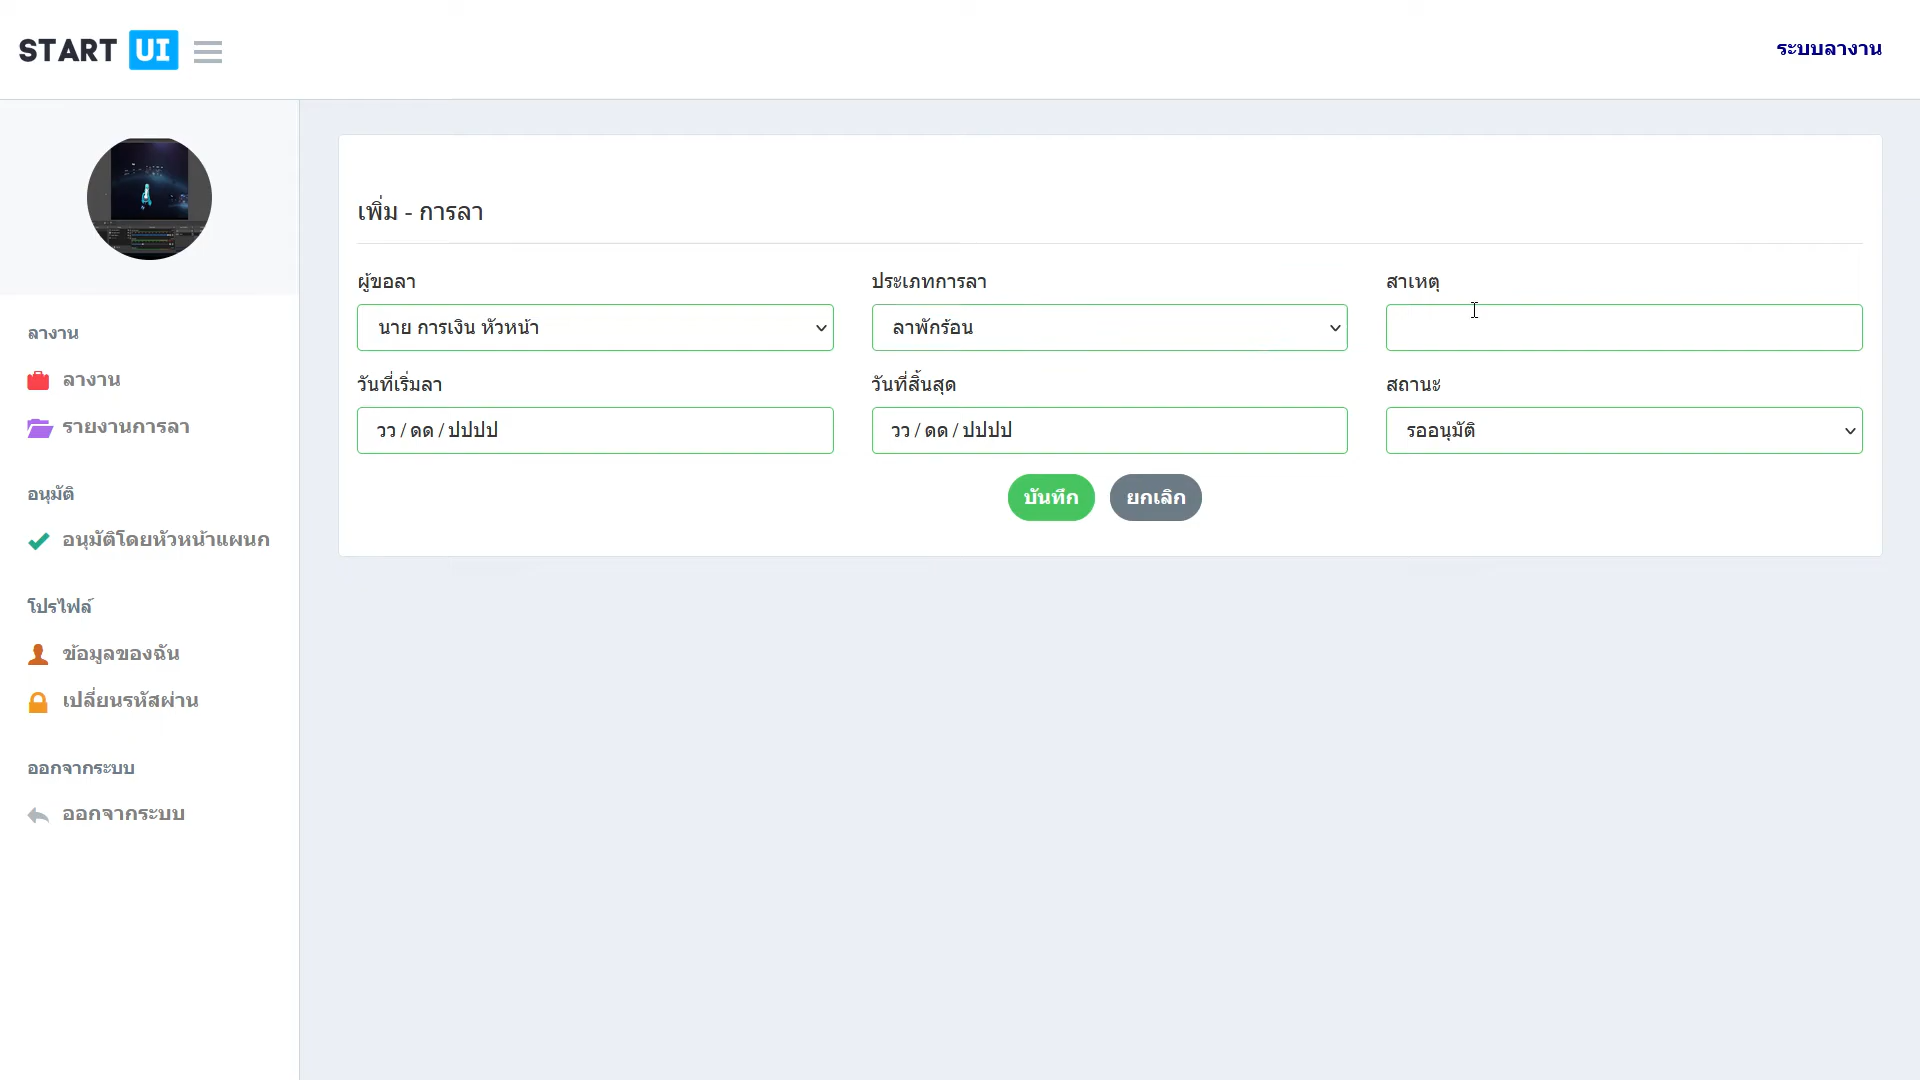 START UI
ระบบลางาน
ลางาน
ลางาน
รายงานการลา
อนุมัติ
อนุมัติโดยหัวหน้าแผนก
โปรไฟล์
ข้อมูลของฉัน
เปลี่ยนรหัสผ่าน
ออกจากระบบ
ออกจากระบบ
เพิ่ม - การลา
ผู้ขอลา
ประเภทการลา
สาเหตุ
นาย การเงิน หัวหน้า
ลาพักร้อน
วันที่เริ่มลา
วันที่สิ้นสุด
สถานะ
วว / ดด / ปปปป
วว / ดด / ปปปป
รออนุมัติ
บันทึก
ยกเลิก